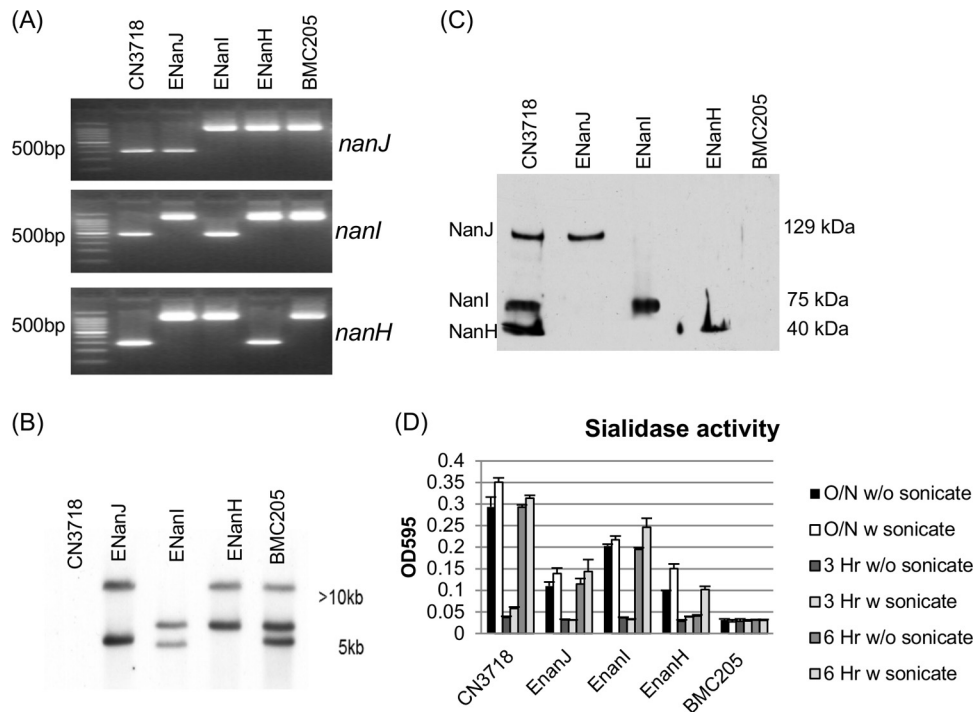 (A)
CN3718 ENanJ ENanI ENanH BMC205
500bp nanJ
500bp nanI
500bp nanH
(B)
CN3718 ENanJ ENanI ENanH BMC205
>10kb
5kb
(C)
CN3718 ENanJ ENanI ENanH BMC205
NanJ 129 kDa
NanI 75 kDa
NanH 40 kDa
(D)
Sialidase activity
OD595
0.4
0.35
0.3
0.25
0.2
0.15
0.1
0.05
0
CN3718 EnanJ EnanI EnanH BMC205
O/N w/o sonicate
O/N w sonicate
3 Hr w/o sonicate
3 Hr w sonicate
6 Hr w/o sonicate
6 Hr w sonicate